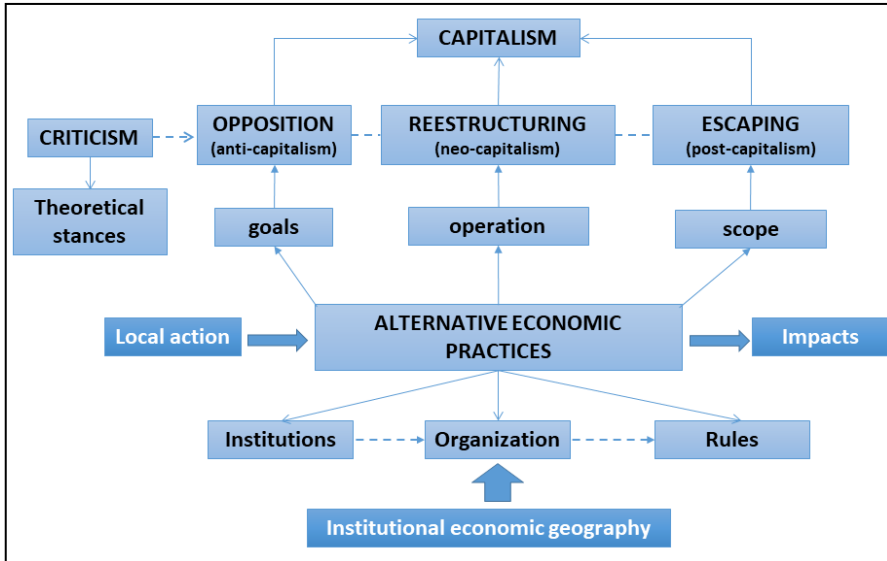 CAPITALISM
CRITICISM
OPPOSITION
(anti-capitalism)
REESTRUCTURING
(neo-capitalism)
ESCAPING
(post-capitalism)
Theoretical
stances
goals
operation
scope
Local action
ALTERNATIVE ECONOMIC
PRACTICES
Impacts
Institutions
Organization
Rules
Institutional economic geography